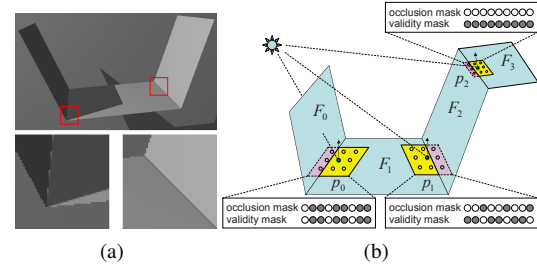 occlusion mask
validity mask
F₃
p₂
F₀
F₂
F₁
p₀
p₁
occlusion mask
validity mask
occlusion mask
validity mask
(a)
(b)